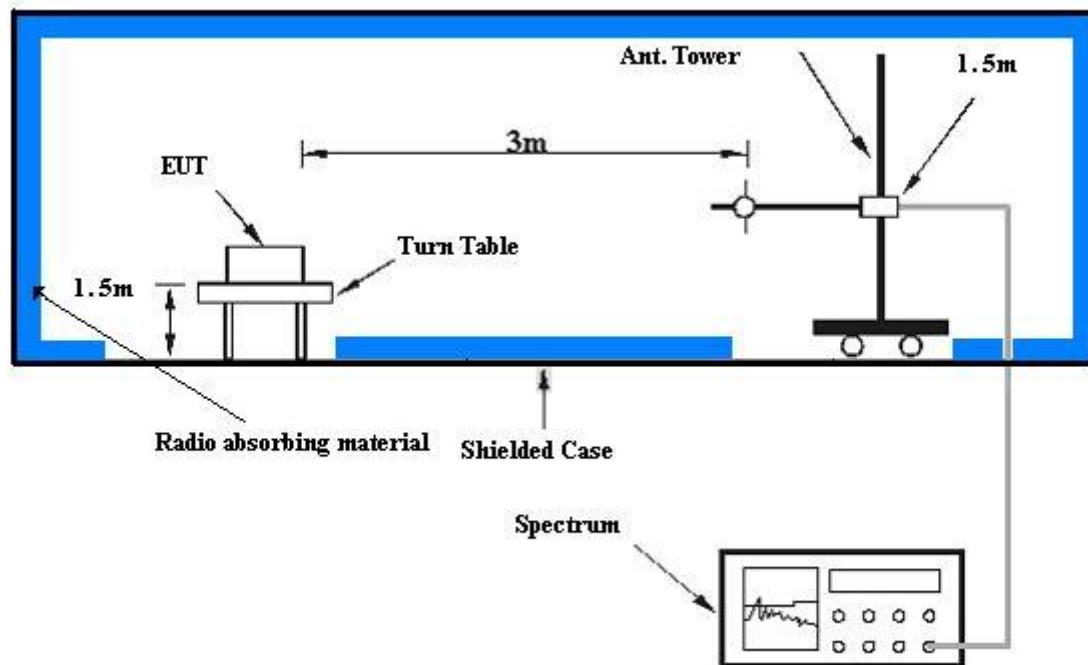 Ant. Tower
1.5m
3m
EUT
Turn Table
1.5m
Radio absorbing material
Shielded Case
Spectrum